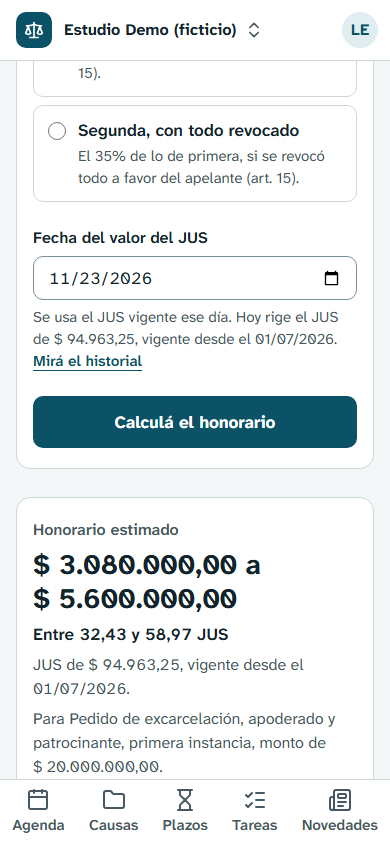 Estudio Demo (ficticio)
LE
15).
Segunda, con todo revocado
El 35% de lo de primera, si se revocó
todo a favor del apelante (art. 15).
Fecha del valor del JUS
11/23/2026
Se usa el JUS vigente ese día. Hoy rige el JUS
de $ 94.963,25, vigente desde el 01/07/2026.
Mirá el historial
Calculá el honorario
Honorario estimado
$ 3.080.000,00 a
$ 5.600.000,00
Entre 32,43 y 58,97 JUS
JUS de $ 94.963,25, vigente desde el
01/07/2026.
Para Pedido de excarcelación, apoderado y
patrocinante, primera instancia, monto de
$ 20.000.000,00.
Agenda
Causas
Plazos
Tareas
Novedades